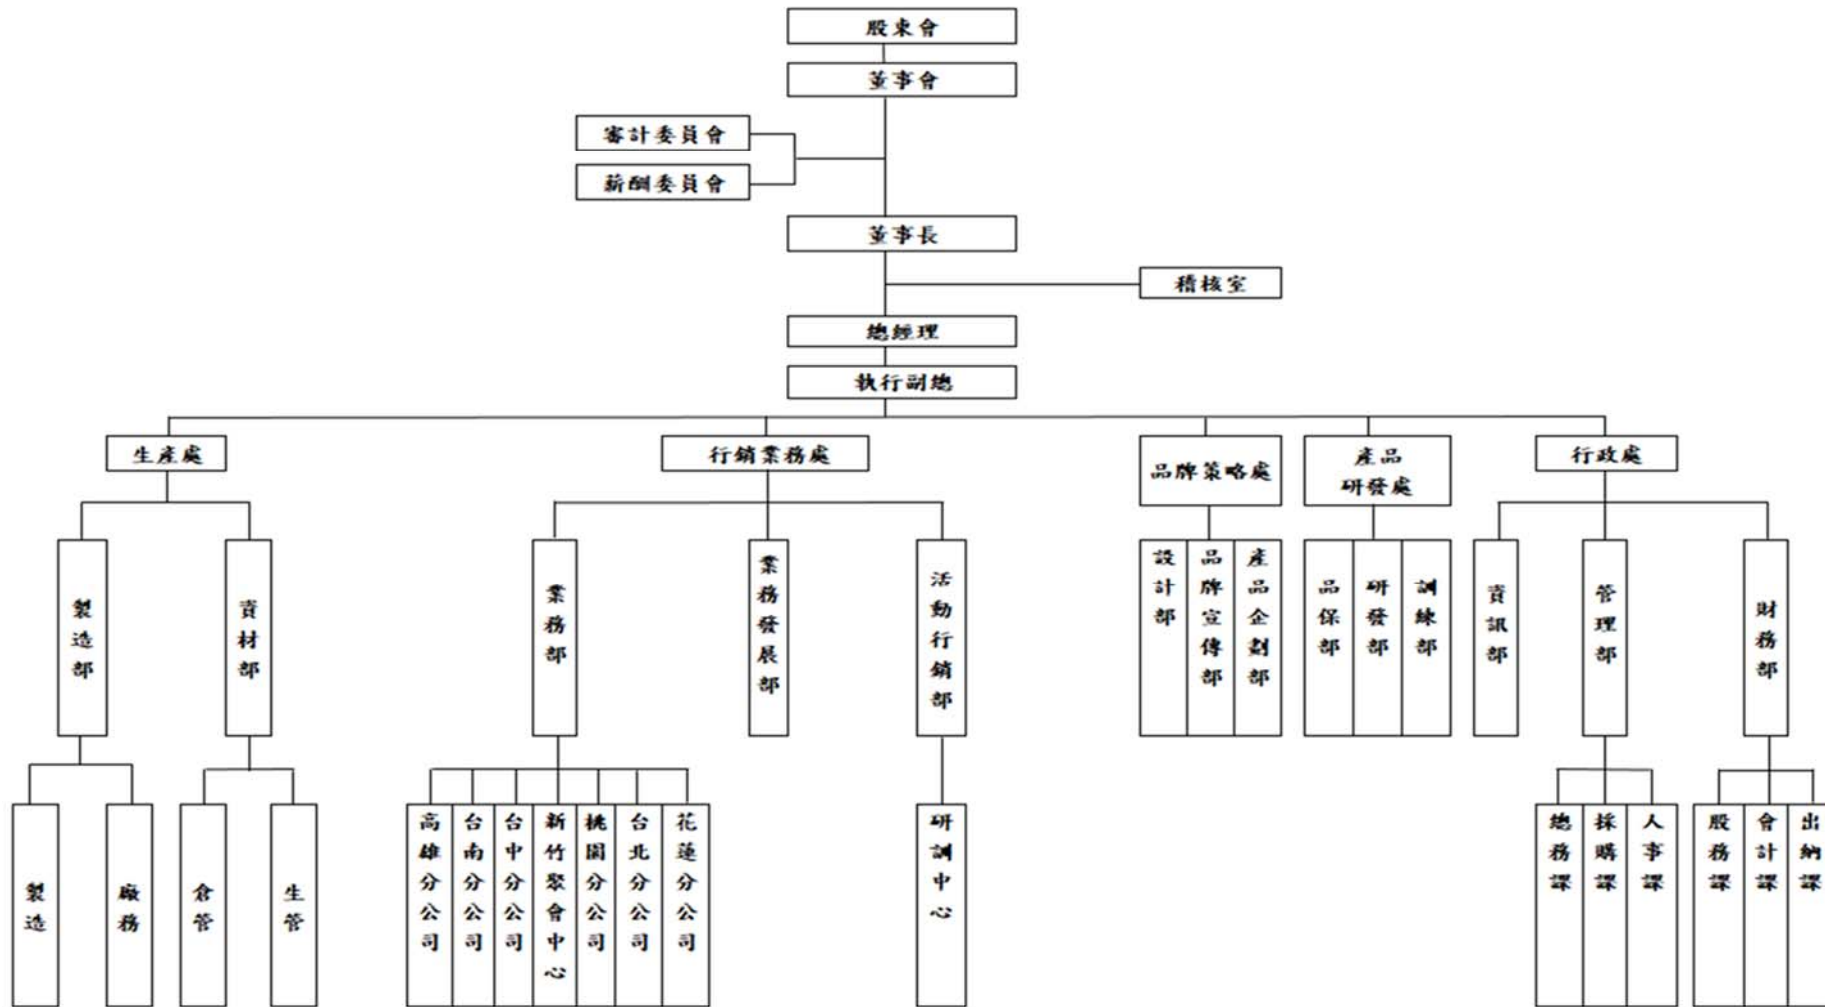 股東會
董事會
審計委員會
薪酬委員會
董事長
稽核室
總經理
執行副總
生產處
行銷業務處
品牌策略處
產品
研發處
行政處
製造部
資材部
業務部
業務發展部
活動行銷部
設計部
品牌宣傳部
產品企劃部
品保部
研發部
訓練部
資訊部
管理部
財務部
製造
廠務
倉管
生管
高雄分公司
台南分公司
台中分公司
新竹聚會中心
桃園分公司
台北分公司
花蓮分公司
研訓中心
總務課
採購課
人事課
股務課
會計課
出納課